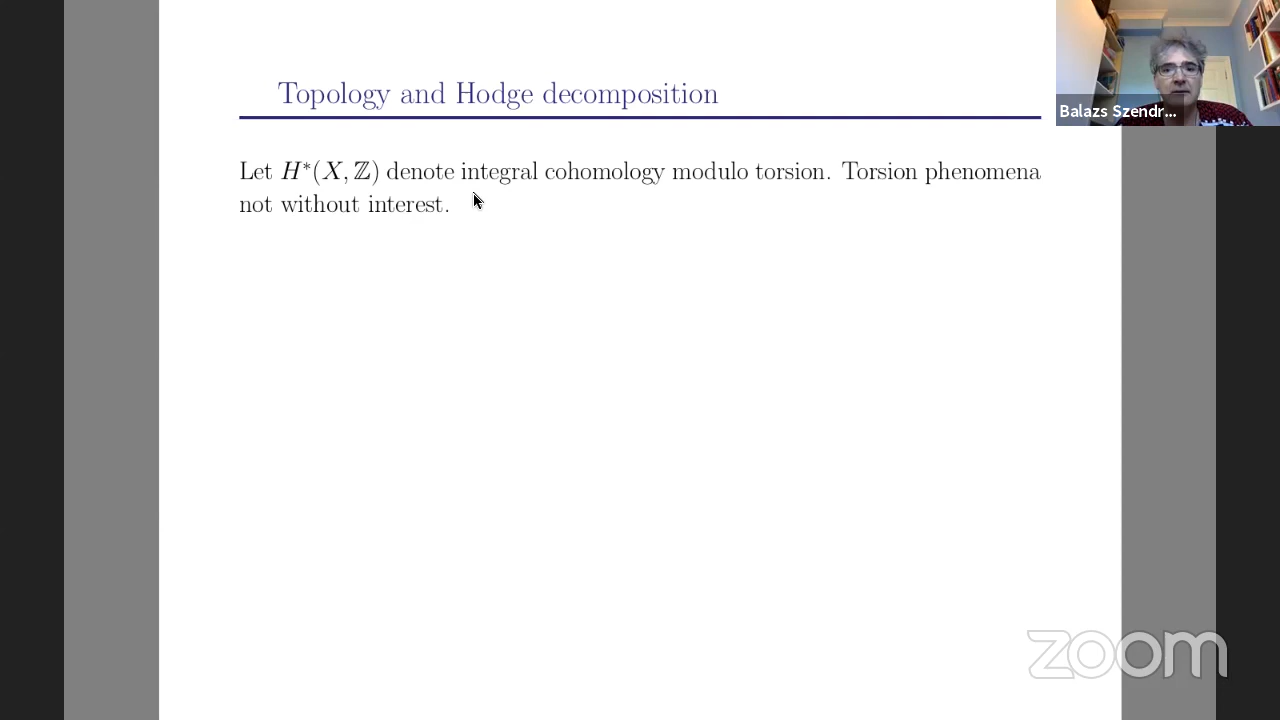 Topology and Hodge decomposition
Balazs Szendr...
Let H*(X, ℤ) denote integral cohomology modulo torsion. Torsion phenomena
not without interest.
zoom